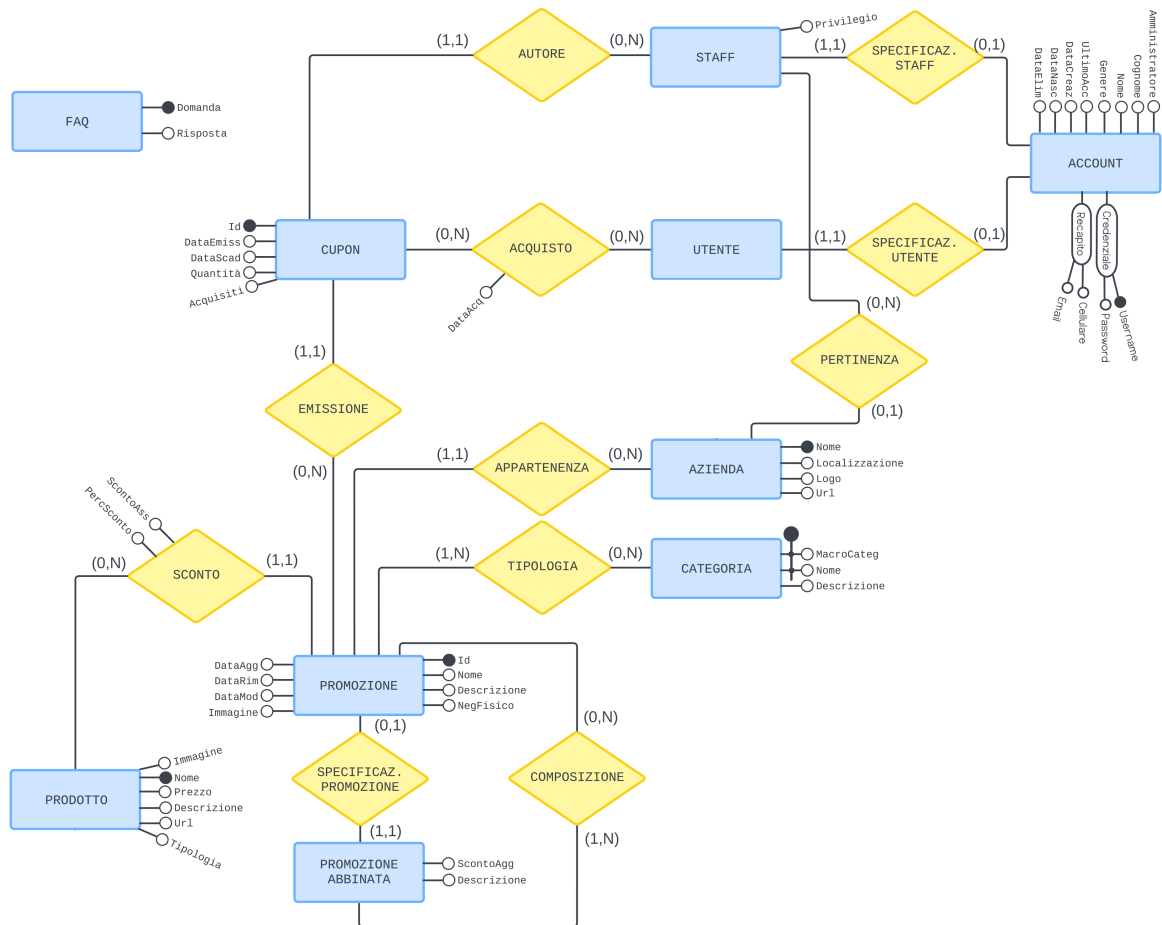 (1,1)
AUTORE
(0,N)
STAFF
Privilegio
(1,1)
SPECIFICAZ.
STAFF
(0,1)
DataElim
DataNasc
DataCreaz
UltimoAcc
Genere
Nome
Cognome
Amministratore
FAQ
Domanda
Risposta
ACCOUNT
Recapito
Credenziale
Email
Cellulare
Password
Username
Id
DataEmiss
DataScad
Quantità
Acquisiti
CUPON
(0,N)
ACQUISTO
DataAcq
(0,N)
UTENTE
(1,1)
SPECIFICAZ.
UTENTE
(0,1)
(0,N)
PERTINENZA
(0,1)
(1,1)
EMISSIONE
(0,N)
(1,1)
APPARTENENZA
(0,N)
AZIENDA
Nome
Localizzazione
Logo
Url
ScontoAss
PercSconto
(0,N)
SCONTO
(1,1)
(1,N)
TIPOLOGIA
(0,N)
CATEGORIA
MacroCateg
Nome
Descrizione
DataAgg
DataRim
DataMod
Immagine
PROMOZIONE
Id
Nome
Descrizione
NegFisico
(0,1)
SPECIFICAZ.
PROMOZIONE
(1,1)
(0,N)
COMPOSIZIONE
(1,N)
PRODOTTO
Immagine
Nome
Prezzo
Descrizione
Url
Tipologia
PROMOZIONE
ABBINATA
ScontoAgg
Descrizione